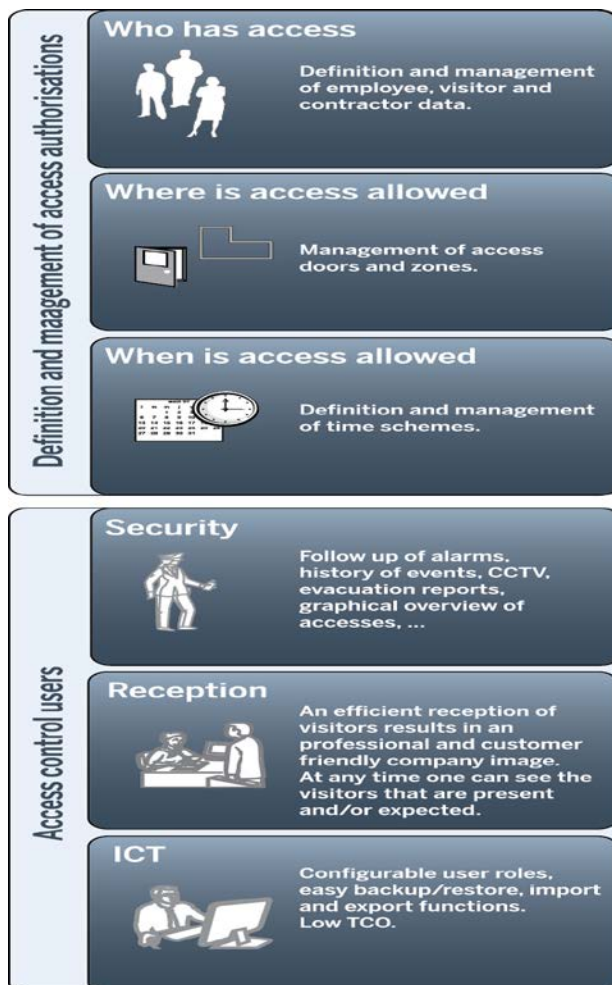 Definition and maagement of access authorisations
Who has access
Definition and management
of employee, visitor and
contractor data.
Where is access allowed
Management of access
doors and zones.
When is access allowed
Definition and management
of time schemes.
Access control users
Security
Follow up of alarms,
history of events, CCTV,
evacuation reports,
graphical overview of
accesses, ...
Reception
An efficient reception of
visitors results in an
professional and customer
friendly company image.
At any time one can see the
visitors that are present
and/or expected.
ICT
Configurable user roles,
easy backup/restore, import
and export functions.
Low TCO.